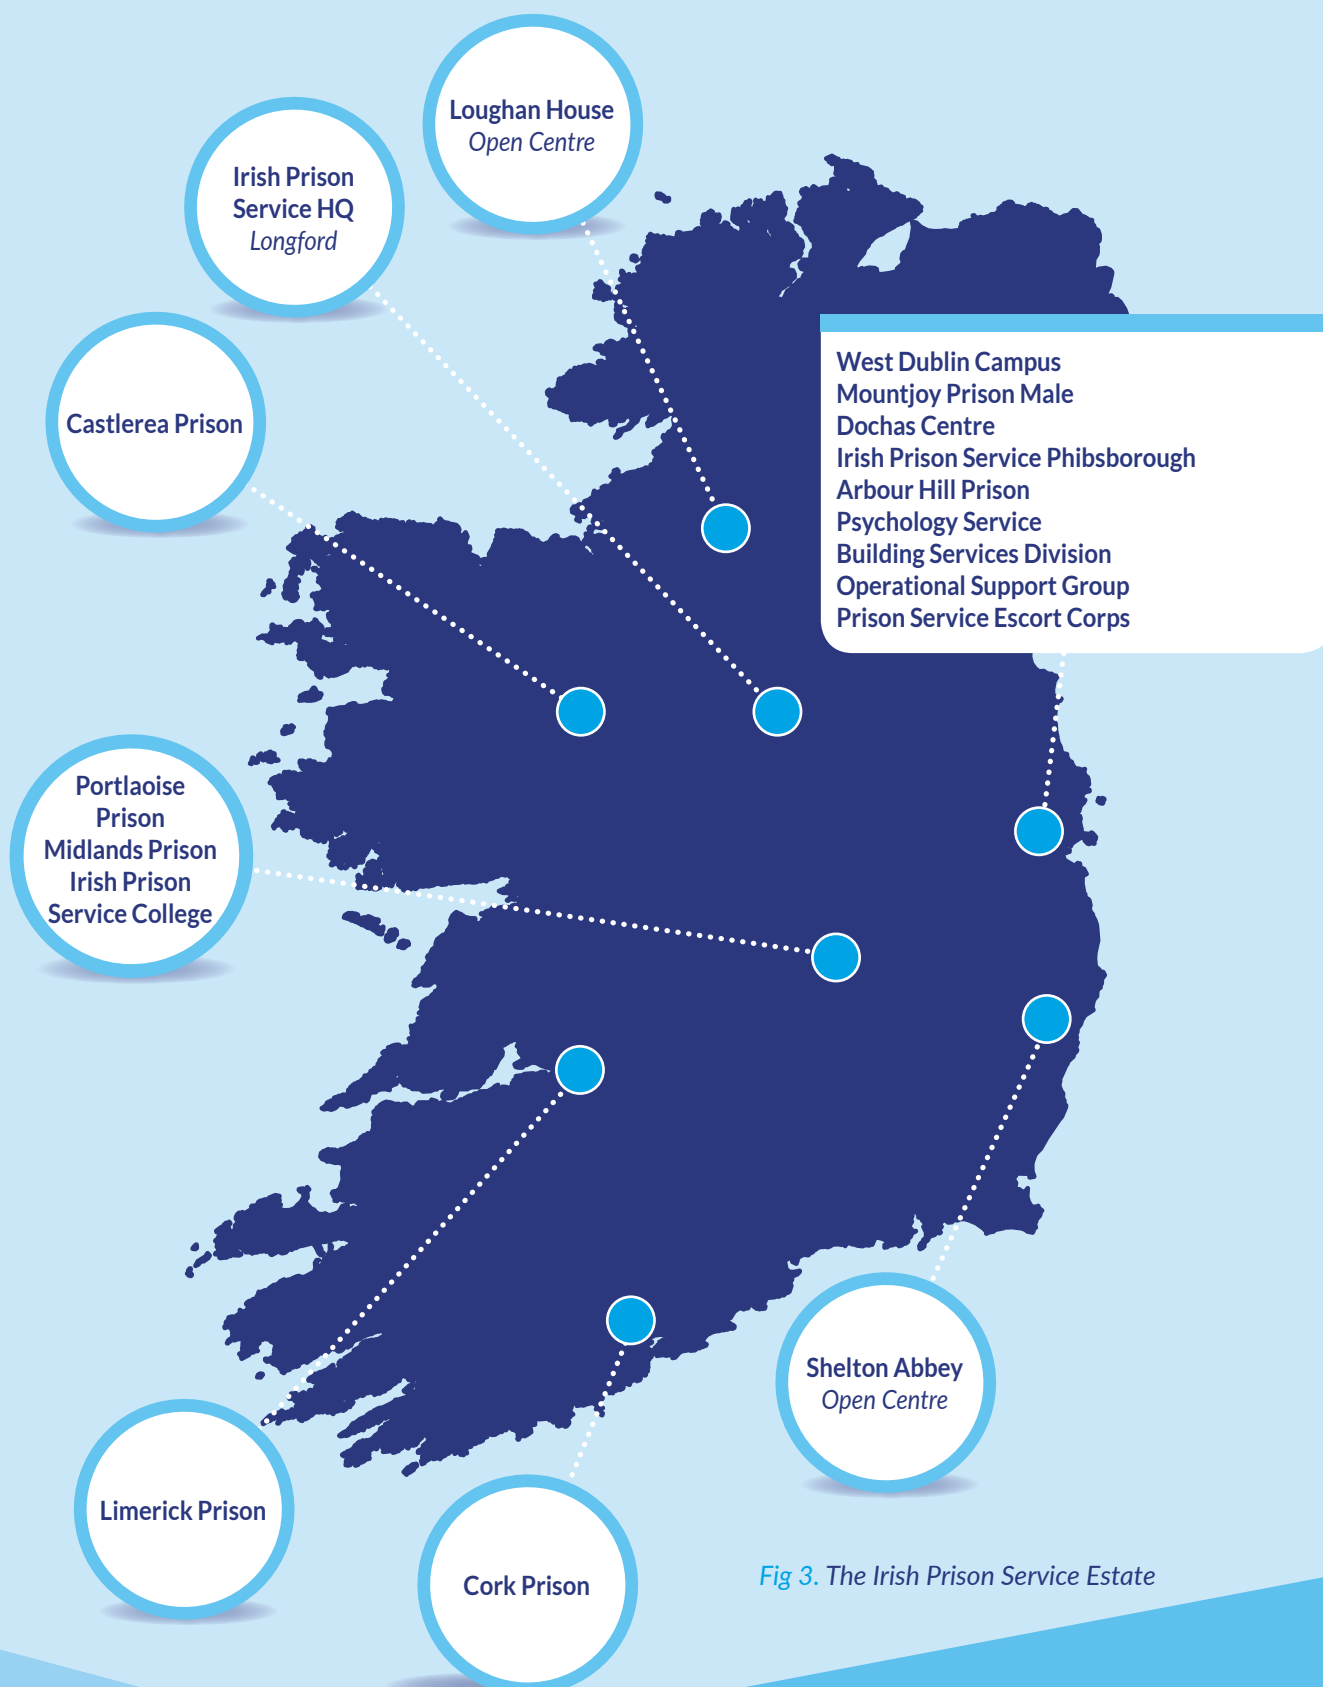 Loughan House
Open Centre
Irish Prison
Service HQ
Longford
West Dublin Campus
Mountjoy Prison Male
Dochas Centre
Irish Prison Service Phibsborough
Arbour Hill Prison
Psychology Service
Building Services Division
Operational Support Group
Prison Service Escort Corps
Castlerea Prison
Portlaoise
Prison
Midlands Prison
Irish Prison
Service College
Shelton Abbey
Open Centre
Limerick Prison
Cork Prison
Fig 3. The Irish Prison Service Estate